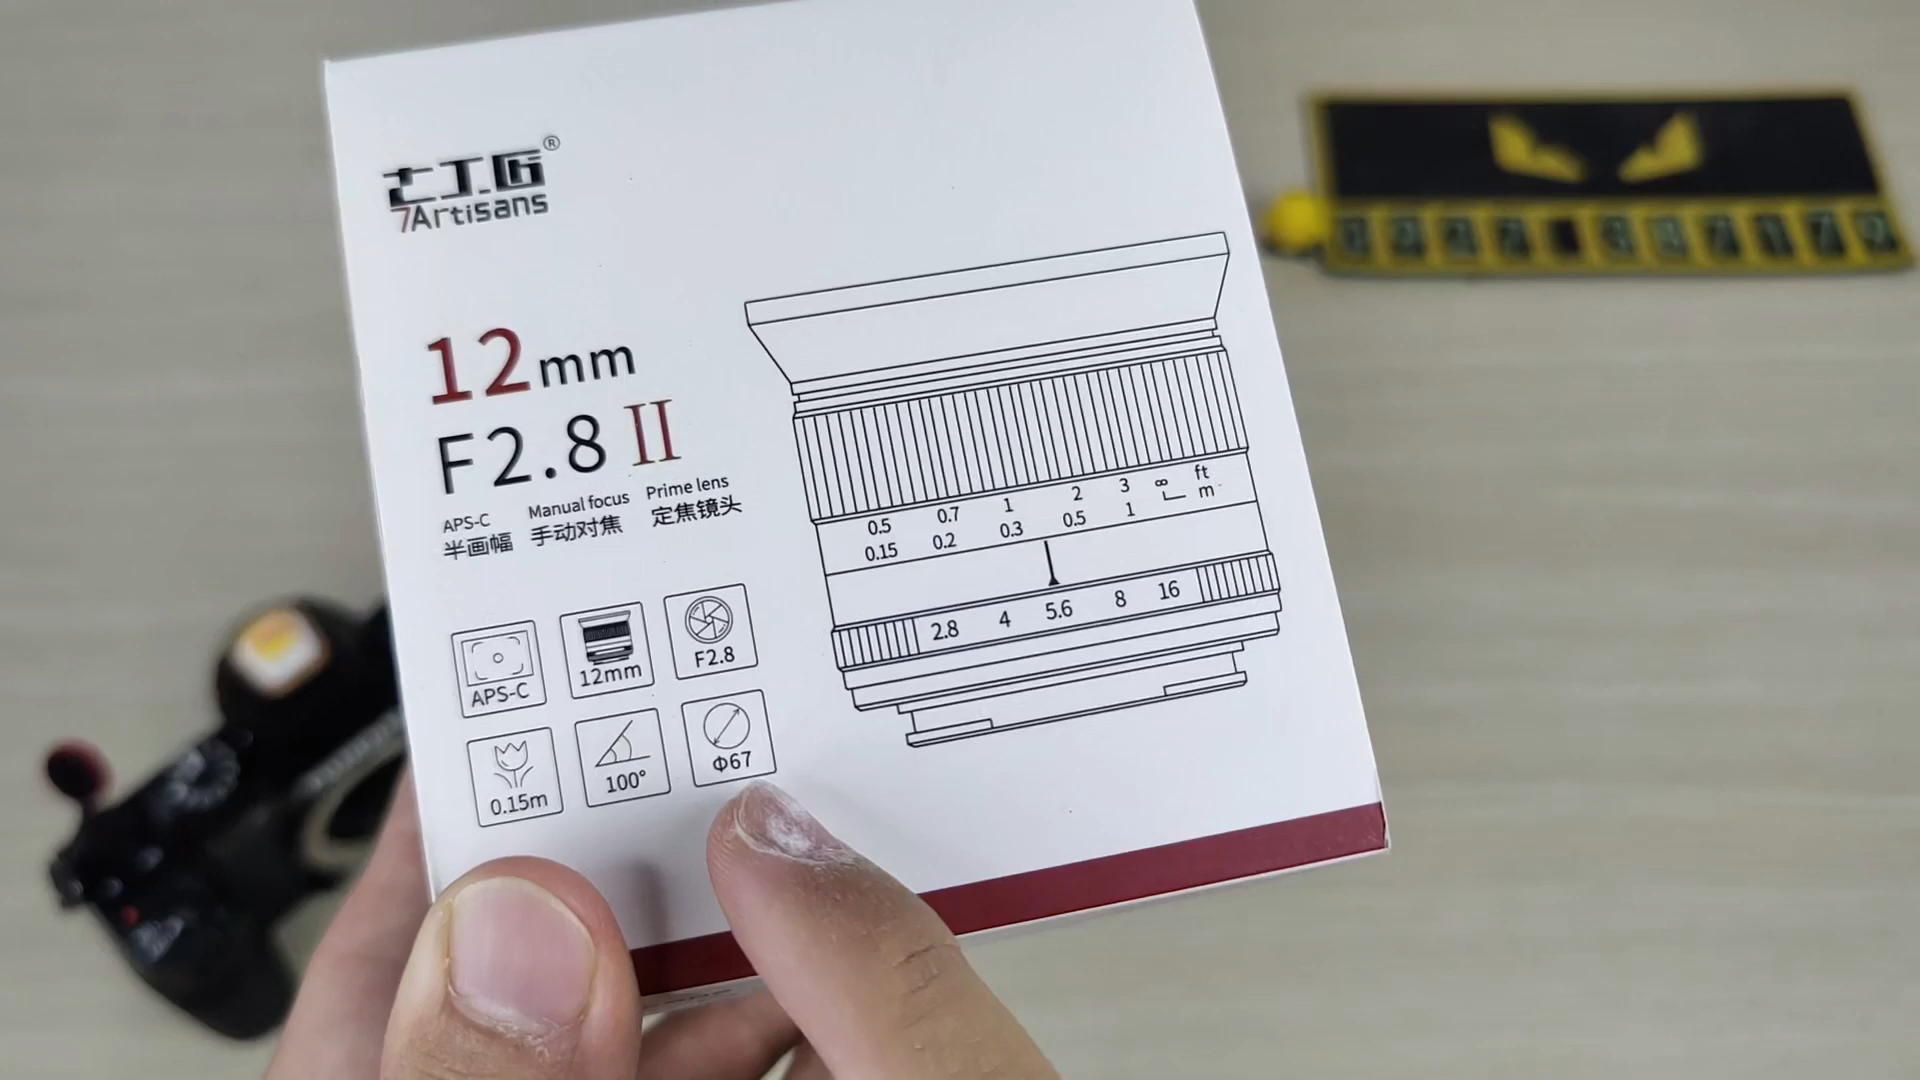 七工匠®
7Artisans
12mm
F2.8 II
APS-C Manual focus Prime lens
半画幅 手动对焦 定焦镜头
APS-C
12mm
F2.8
0.15m
100°
Φ67
0.5 0.7 1 2 3 ∞ ft
0.15 0.2 0.3 0.5 1 m
2.8 4 5.6 8 16